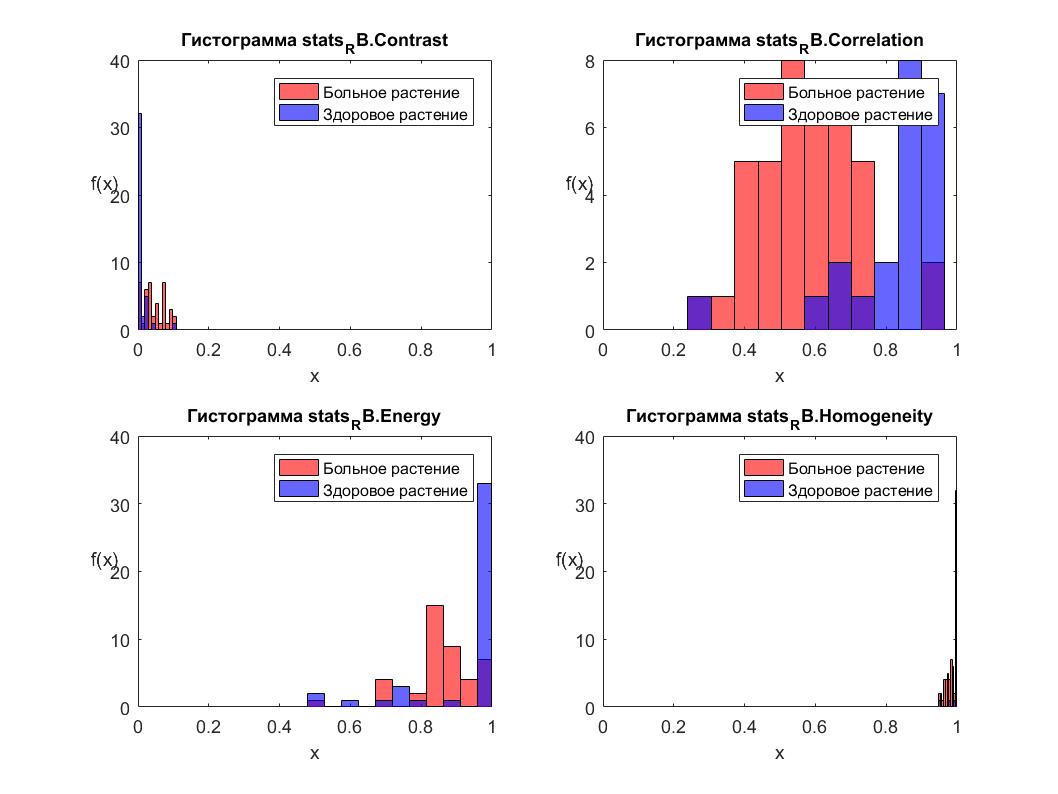 Гистограмма stats_RB.Contrast
40
30
20
10
0
f(x)
Больное растение
Здоровое растение
0 0.2 0.4 0.6 0.8 1
x
Гистограмма stats_RB.Correlation
8
6
4
2
0
f(x)
Больное растение
Здоровое растение
0 0.2 0.4 0.6 0.8 1
x
Гистограмма stats_RB.Energy
40
30
20
10
0
f(x)
Больное растение
Здоровое растение
0 0.2 0.4 0.6 0.8 1
x
Гистограмма stats_RB.Homogeneity
40
30
20
10
0
f(x)
Больное растение
Здоровое растение
0 0.2 0.4 0.6 0.8 1
x